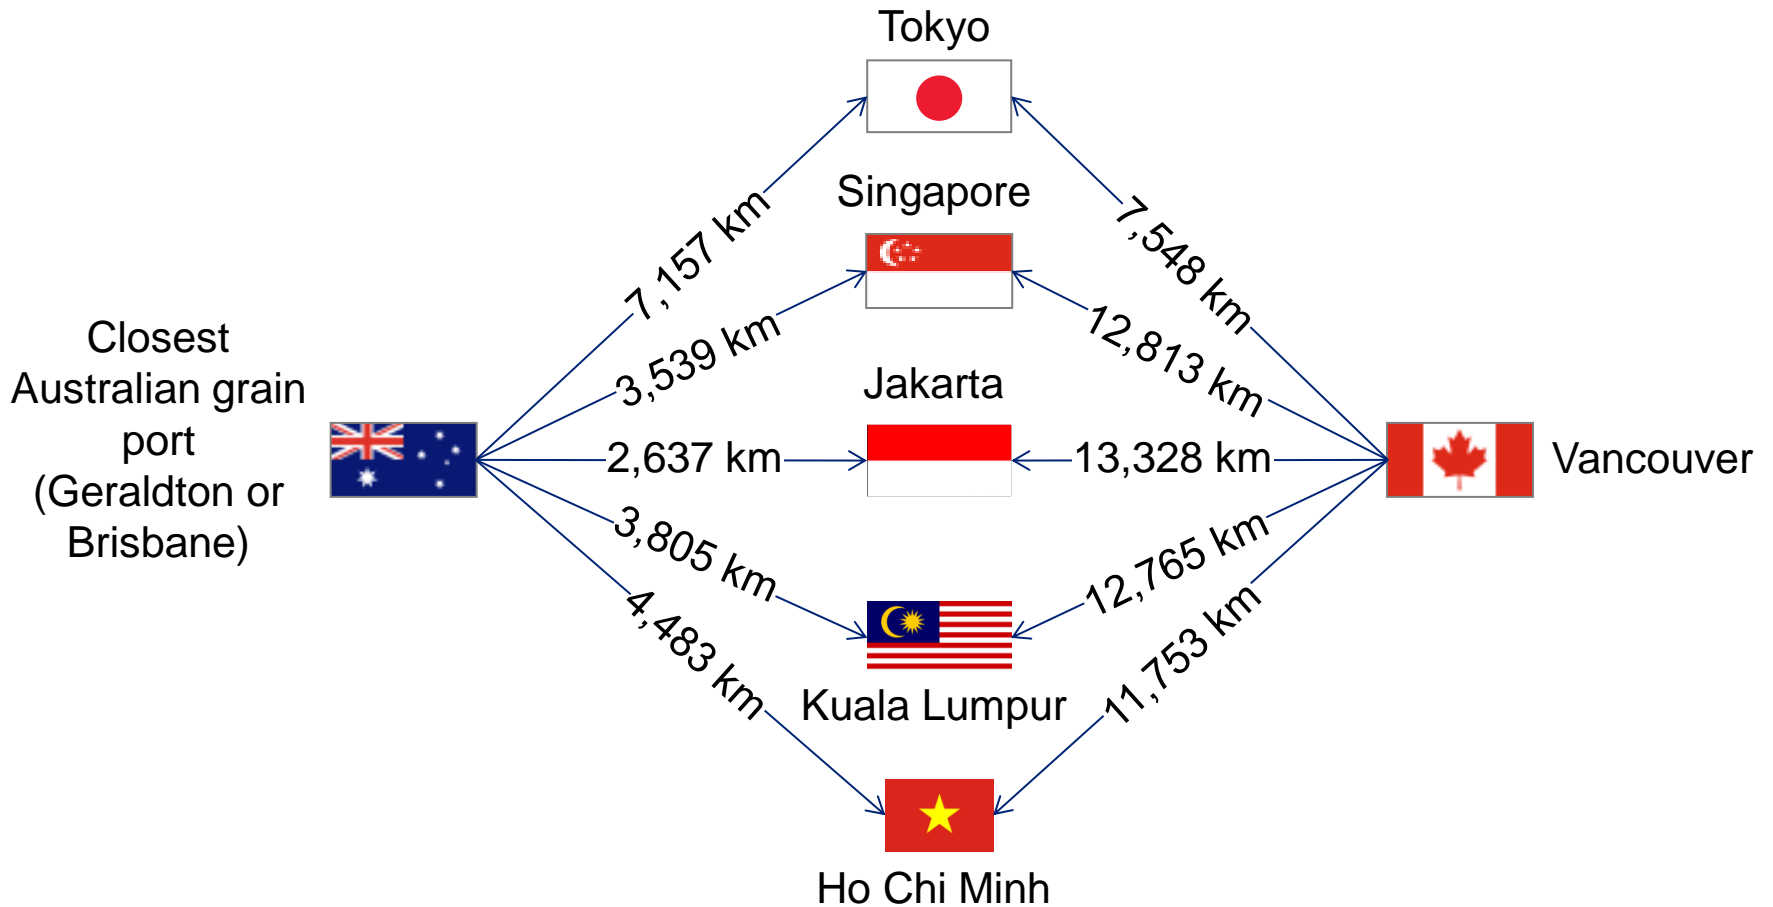 Tokyo
Singapore
Jakarta
Kuala Lumpur
Ho Chi Minh
Closest
Australian grain
port
(Geraldton or
Brisbane)
Vancouver
7,157 km
3,539 km
2,637 km
3,805 km
4,483 km
7,548 km
12,813 km
13,328 km
12,765 km
11,753 km